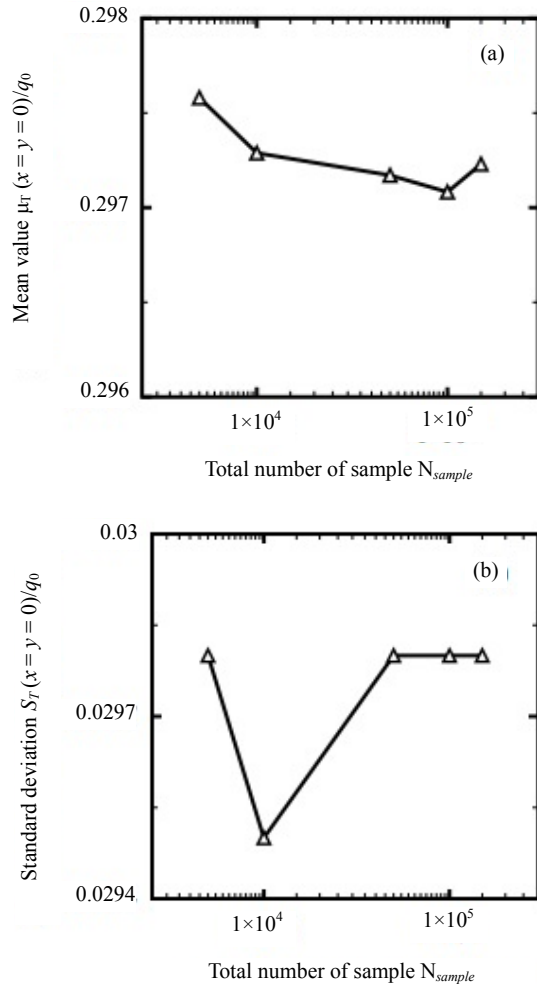 0.298
(a)
Mean value μT (x = y = 0)/q0
0.297
0.296
1×10^4
1×10^5
Total number of sample Nsample
0.03
(b)
Standard deviation ST (x = y = 0)/q0
0.0297
0.0294
1×10^4
1×10^5
Total number of sample Nsample